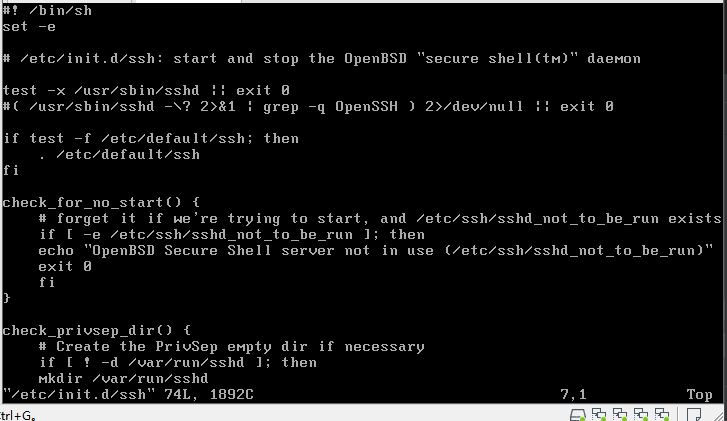 #! /bin/sh
set -e

# /etc/init.d/ssh: start and stop the OpenBSD "secure shell(tm)" daemon

test -x /usr/sbin/sshd || exit 0
#( /usr/sbin/sshd -\? 2>&1 | grep -q OpenSSH ) 2>/dev/null || exit 0

if test -f /etc/default/ssh; then
    . /etc/default/ssh
fi

check_for_no_start() {
    # forget it if we're trying to start, and /etc/ssh/sshd_not_to_be_run exists
    if [ -e /etc/ssh/sshd_not_to_be_run ]; then
    echo "OpenBSD Secure Shell server not in use (/etc/ssh/sshd_not_to_be_run)"
    exit 0
    fi
}

check_privsep_dir() {
    # Create the PrivSep empty dir if necessary
    if [ ! -d /var/run/sshd ]; then
    mkdir /var/run/sshd
"/etc/init.d/ssh" 74L, 1892C 7,1 Top
trl+G。